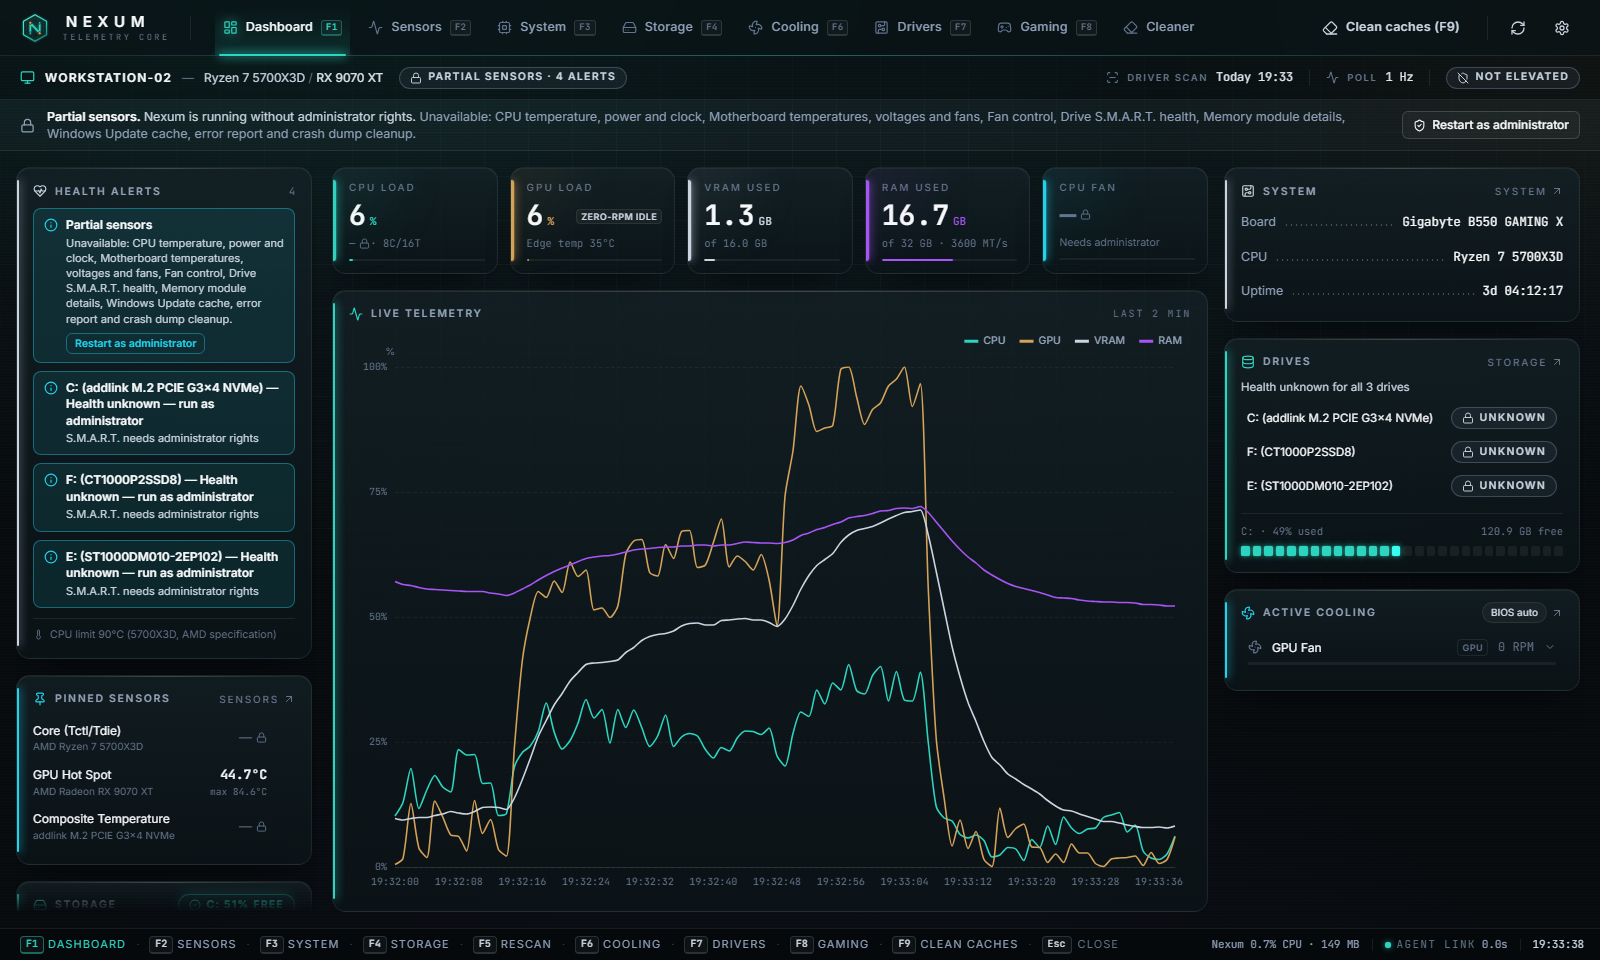 NEXUM
TELEMETRY CORE
Dashboard F1
Sensors F2
System F3
Storage F4
Cooling F6
Drivers F7
Gaming F8
Cleaner
Clean caches (F9)
WORKSTATION-02 — Ryzen 7 5700X3D / RX 9070 XT
PARTIAL SENSORS · 4 ALERTS
DRIVER SCAN Today 19:33
POLL 1 Hz
NOT ELEVATED
Partial sensors. Nexum is running without administrator rights. Unavailable: CPU temperature, power and clock, Motherboard temperatures, voltages and fans, Fan control, Drive S.M.A.R.T. health, Memory module details,
Windows Update cache, error report and crash dump cleanup.
Restart as administrator
HEALTH ALERTS 4
Partial sensors
Unavailable: CPU temperature, power and
clock, Motherboard temperatures,
voltages and fans, Fan control, Drive
S.M.A.R.T. health, Memory module
details, Windows Update cache, error
report and crash dump cleanup.
Restart as administrator
C: (addlink M.2 PCIE G3×4 NVMe) —
Health unknown — run as
administrator
S.M.A.R.T. needs administrator rights
F: (CT1000P2SSD8) — Health
unknown — run as administrator
S.M.A.R.T. needs administrator rights
E: (ST1000DM010-2EP102) — Health
unknown — run as administrator
S.M.A.R.T. needs administrator rights
CPU limit 90°C (5700X3D, AMD specification)
PINNED SENSORS
SENSORS
Core (Tctl/Tdie)
AMD Ryzen 7 5700X3D
—
GPU Hot Spot
44.7°C
AMD Radeon RX 9070 XT
max 84.6°C
Composite Temperature
addlink M.2 PCIE G3×4 NVMe
—
STORAGE
C: 51% FREE
CPU LOAD
6 %
— · 8C/16T
GPU LOAD
6 %
ZERO-RPM IDLE
Edge temp 35°C
VRAM USED
1.3 GB
of 16.0 GB
RAM USED
16.7 GB
of 32 GB · 3600 MT/s
CPU FAN
—
Needs administrator
LIVE TELEMETRY
LAST 2 MIN
CPU GPU VRAM RAM
%
100%
75%
50%
25%
0%
19:32:00 19:32:08 19:32:16 19:32:24 19:32:32 19:32:40 19:32:48 19:32:56 19:33:04 19:33:12 19:33:20 19:33:28 19:33:36
SYSTEM
SYSTEM
Board Gigabyte B550 GAMING X
CPU Ryzen 7 5700X3D
Uptime 3d 04:12:17
DRIVES
STORAGE
Health unknown for all 3 drives
C: (addlink M.2 PCIE G3×4 NVMe) UNKNOWN
F: (CT1000P2SSD8) UNKNOWN
E: (ST1000DM010-2EP102) UNKNOWN
C: · 49% used
120.9 GB free
ACTIVE COOLING
BIOS auto
GPU Fan
GPU 0 RPM
F1 DASHBOARD · F2 SENSORS · F3 SYSTEM · F4 STORAGE · F5 RESCAN · F6 COOLING · F7 DRIVERS · F8 GAMING · F9 CLEAN CACHES · Esc CLOSE
Nexum 0.7% CPU · 149 MB
AGENT LINK 0.0s
19:33:38